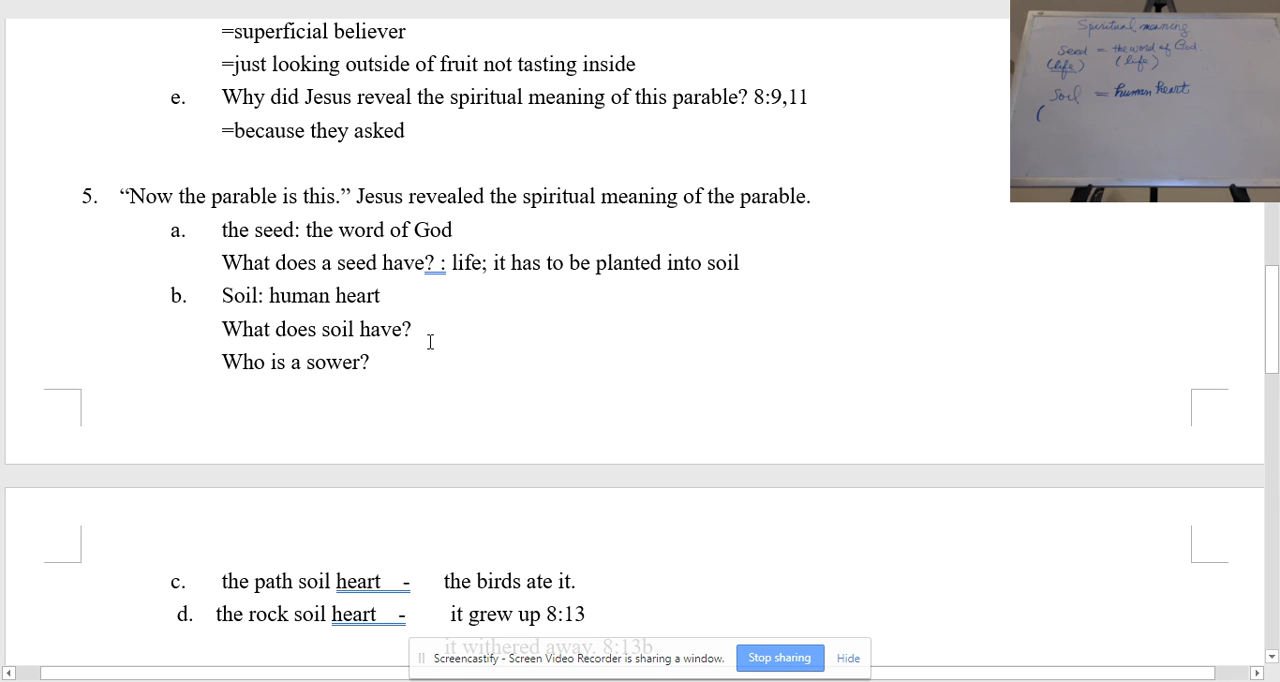 =superficial believer
=just looking outside of fruit not tasting inside
e. Why did Jesus reveal the spiritual meaning of this parable? 8:9,11
=because they asked
5. “Now the parable is this.” Jesus revealed the spiritual meaning of the parable.
a. the seed: the word of God
What does a seed have? : life; it has to be planted into soil
b. Soil: human heart
What does soil have?
Who is a sower?
c. the path soil heart - the birds ate it.
d. the rock soil heart - it grew up 8:13
it withered away. 8:13b
Screencastify - Screen Video Recorder is sharing a window. Stop sharing Hide
Spiritual meaning
Seed = the word of God.
(life) (life)
Soil = human heart
(